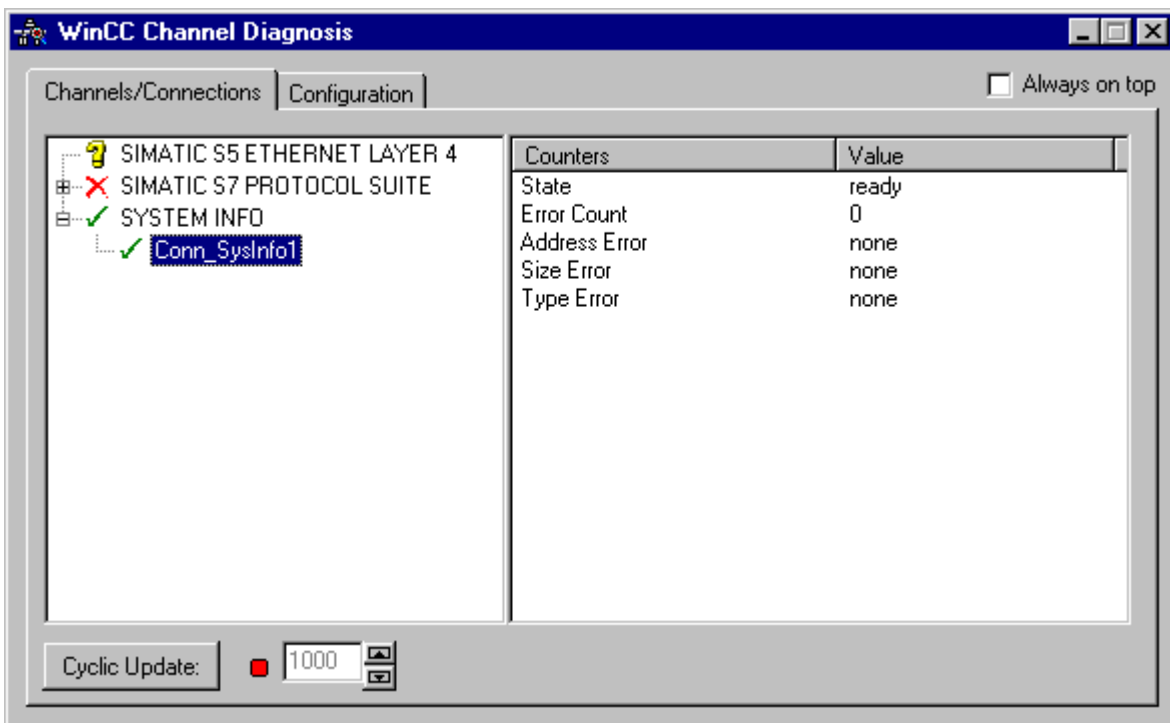 WinCC Channel Diagnosis
Channels/Connections Configuration Always on top
SIMATIC S5 ETHERNET LAYER 4
SIMATIC S7 PROTOCOL SUITE
SYSTEM INFO
Conn_SysInfo1
Counters Value
State ready
Error Count 0
Address Error none
Size Error none
Type Error none
Cyclic Update: 1000